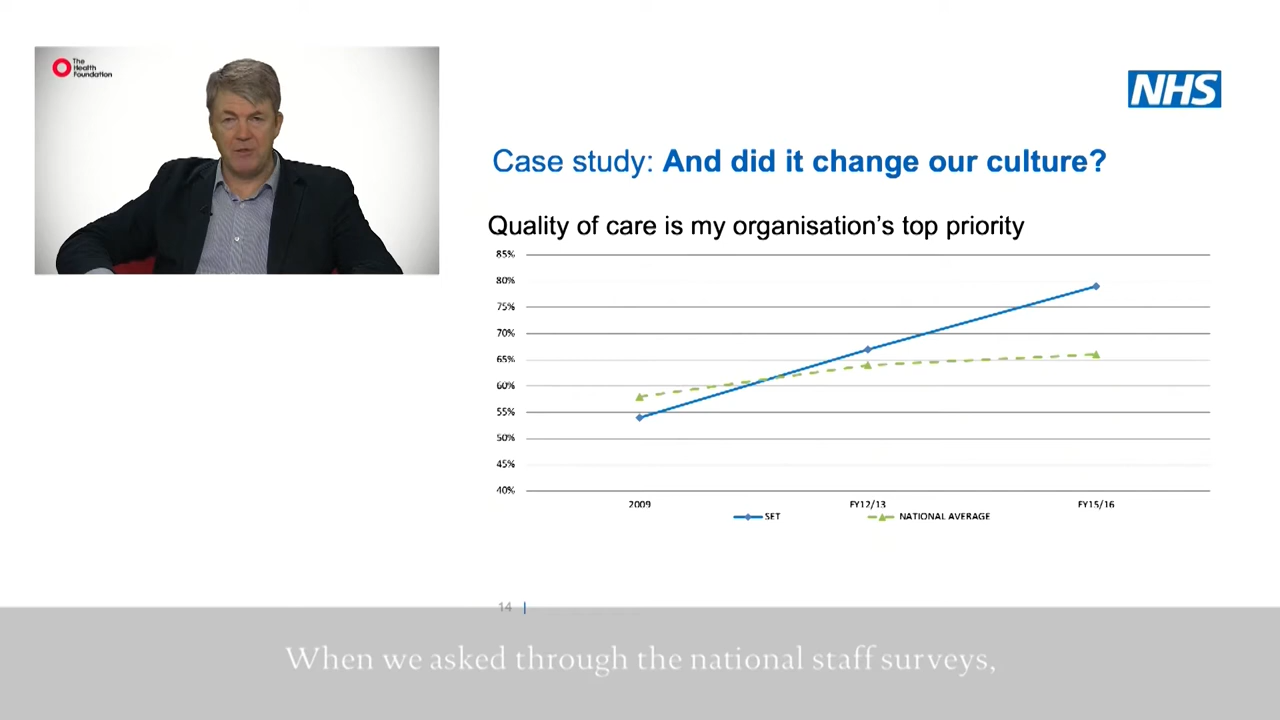 The
Health
Foundation
NHS
Case study: And did it change our culture?
Quality of care is my organisation's top priority
85%
80%
75%
70%
65%
60%
55%
50%
45%
40%
2009 FY12/13 FY15/16
SET NATIONAL AVERAGE
14
When we asked through the national staff surveys,